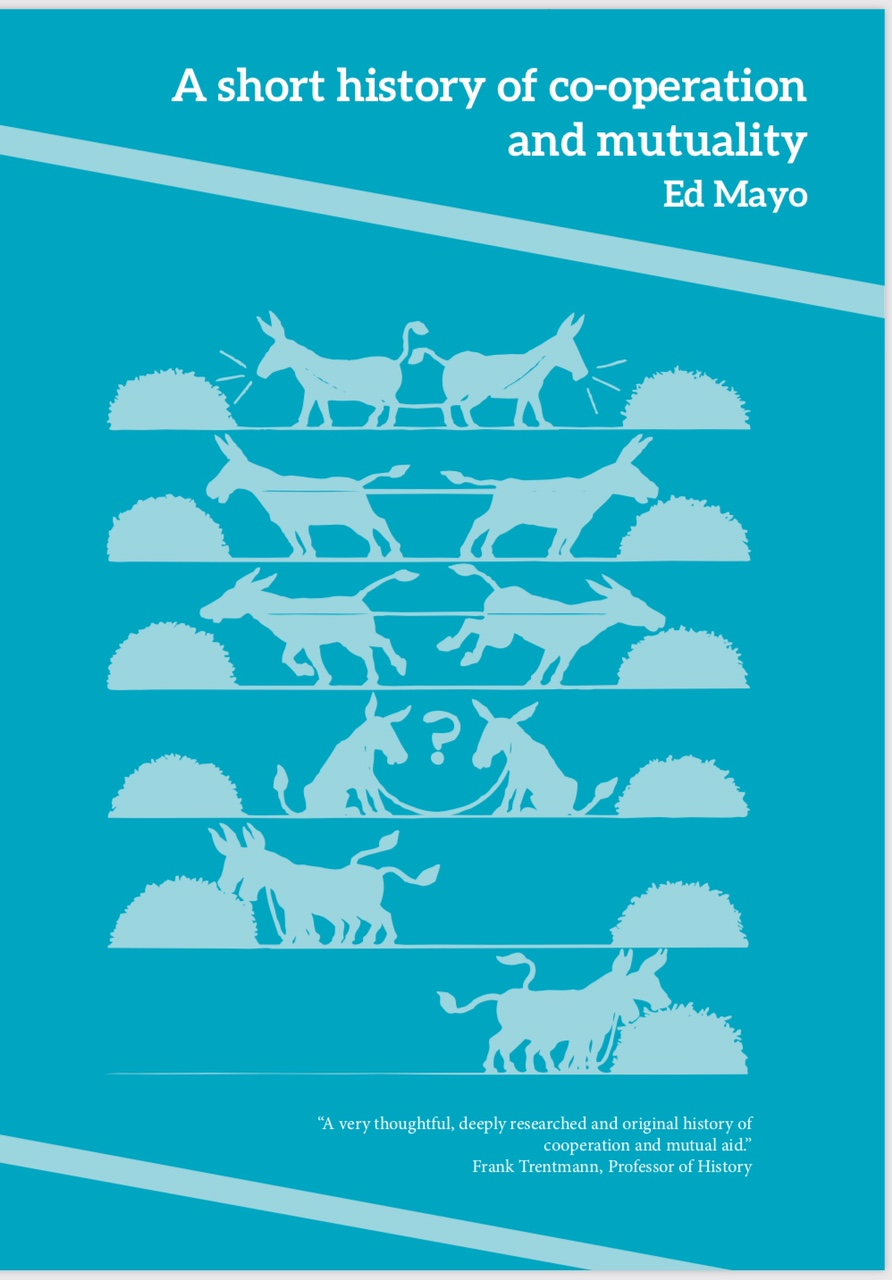 A short history of co-operation
and mutuality
Ed Mayo
?
“A very thoughtful, deeply researched and original history of
cooperation and mutual aid.”
Frank Trentmann, Professor of History